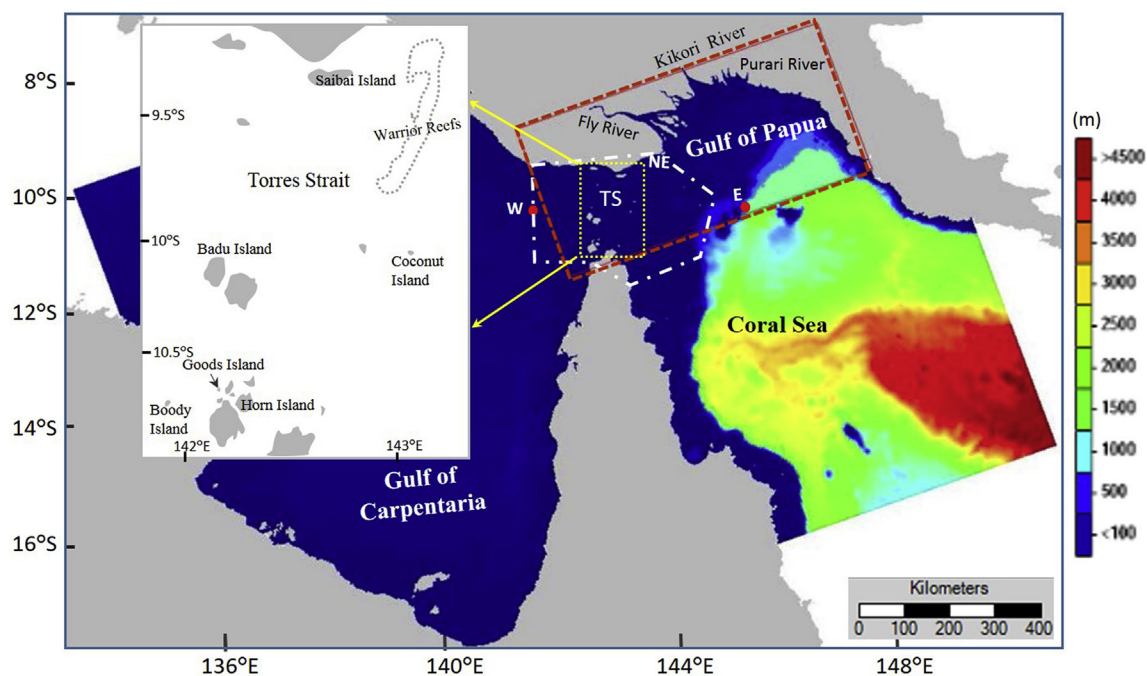 8°S
10°S
12°S
14°S
16°S
136°E
140°E
144°E
148°E
9.5°S
10°S
10.5°S
142°E
143°E
Saibai Island
Warrior Reefs
Torres Strait
Badu Island
Coconut
Island
Goods Island
Boody
Island
Horn Island
Kikori River
Purari River
Fly River
Gulf of Papua
NE
TS
W
E
Coral Sea
Gulf of
Carpentaria
(m)
>4500
4000
3500
3000
2500
2000
1500
1000
500
<100
Kilometers
0 100 200 300 400